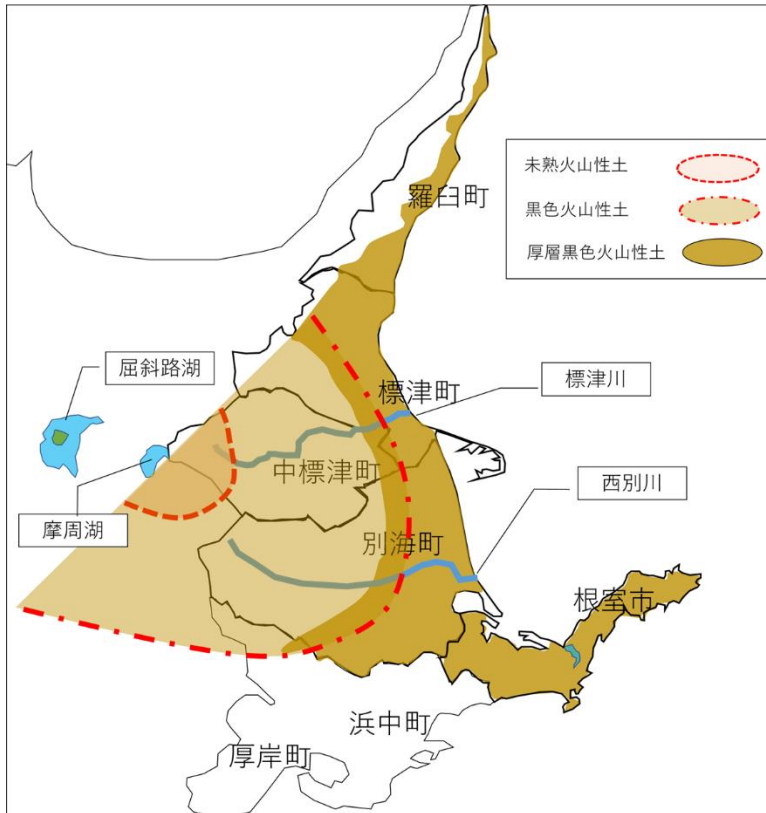 未熟火山性土
黒色火山性土
厚層黒色火山性土
羅臼町
屈斜路湖
標津町
標津川
中標津町
西別川
摩周湖
別海町
根室市
浜中町
厚岸町